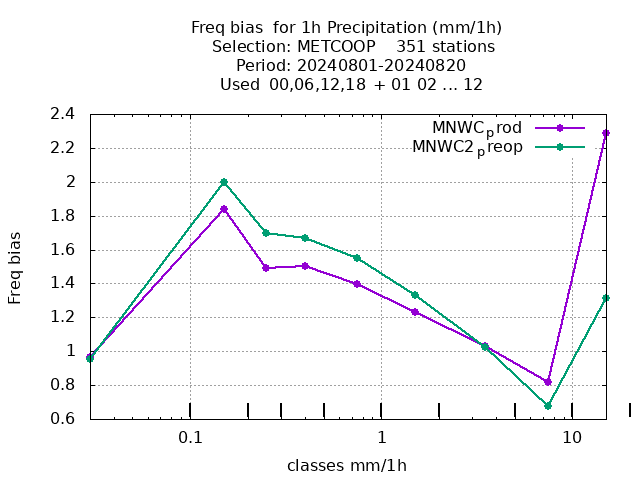 Freq bias  for 1h Precipitation (mm/1h)
Selection: METCOOP    351 stations
Period: 20240801-20240820
Used  00,06,12,18  + 01 02 ... 12
MNWCprod
MNWC2preop
2.4
2.2
2
1.8
1.6
1.4
1.2
1
0.8
0.6
Freq bias
0.1 1 10
classes mm/1h